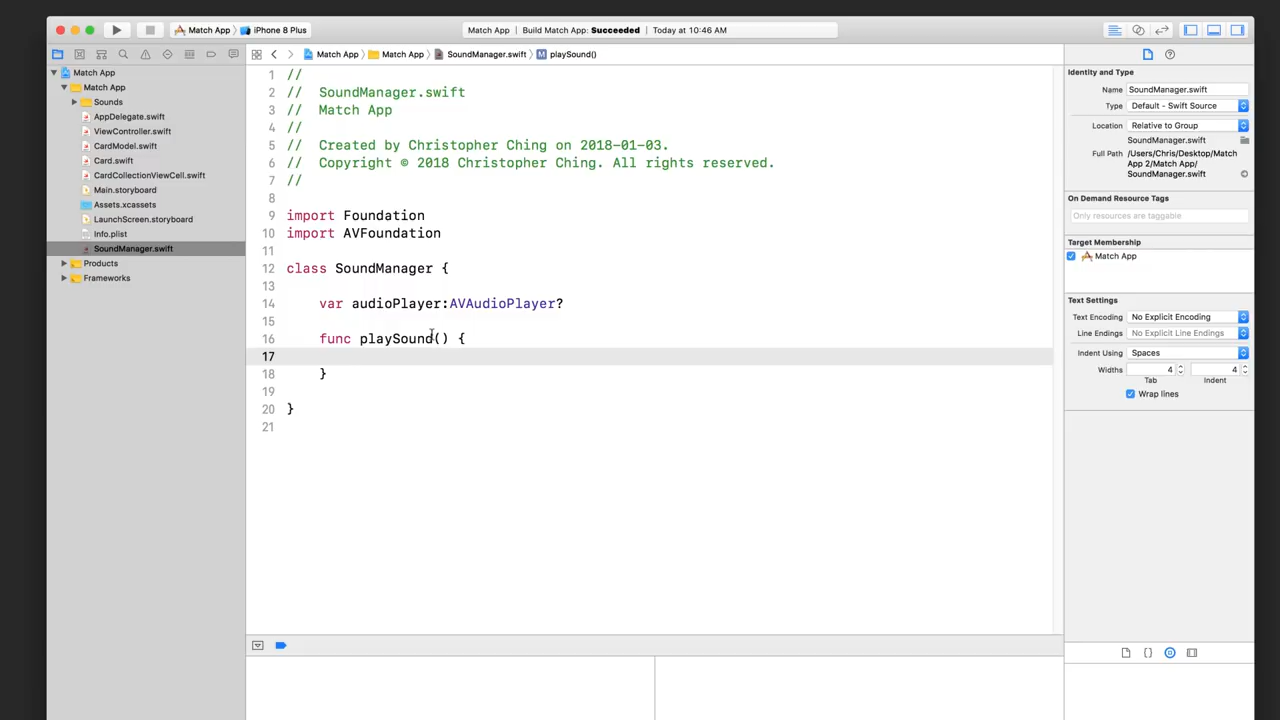 Match App
iPhone 8 Plus
Match App | Build Match App: Succeeded | Today at 10:46 AM
Match App
Match App
SoundManager.swift
playSound()
Match App
Match App
Sounds
AppDelegate.swift
ViewController.swift
CardModel.swift
Card.swift
CardCollectionViewCell.swift
Main.storyboard
Assets.xcassets
LaunchScreen.storyboard
Info.plist
SoundManager.swift
Products
Frameworks
1 //
2 //  SoundManager.swift
3 //  Match App
4 //
5 //  Created by Christopher Ching on 2018-01-03.
6 //  Copyright © 2018 Christopher Ching. All rights reserved.
7 //
8
9 import Foundation
10 import AVFoundation
11
12 class SoundManager {
13
14     var audioPlayer:AVAudioPlayer?
15
16     func playSound() {
17
18     }
19
20 }
21
Identity and Type
Name SoundManager.swift
Type Default - Swift Source
Location Relative to Group
SoundManager.swift
Full Path /Users/Chris/Desktop/Match
App 2/Match App/
SoundManager.swift
On Demand Resource Tags
Only resources are taggable
Target Membership
Match App
Text Settings
Text Encoding No Explicit Encoding
Line Endings No Explicit Line Endings
Indent Using Spaces
Widths 4 4
Tab Indent
Wrap lines